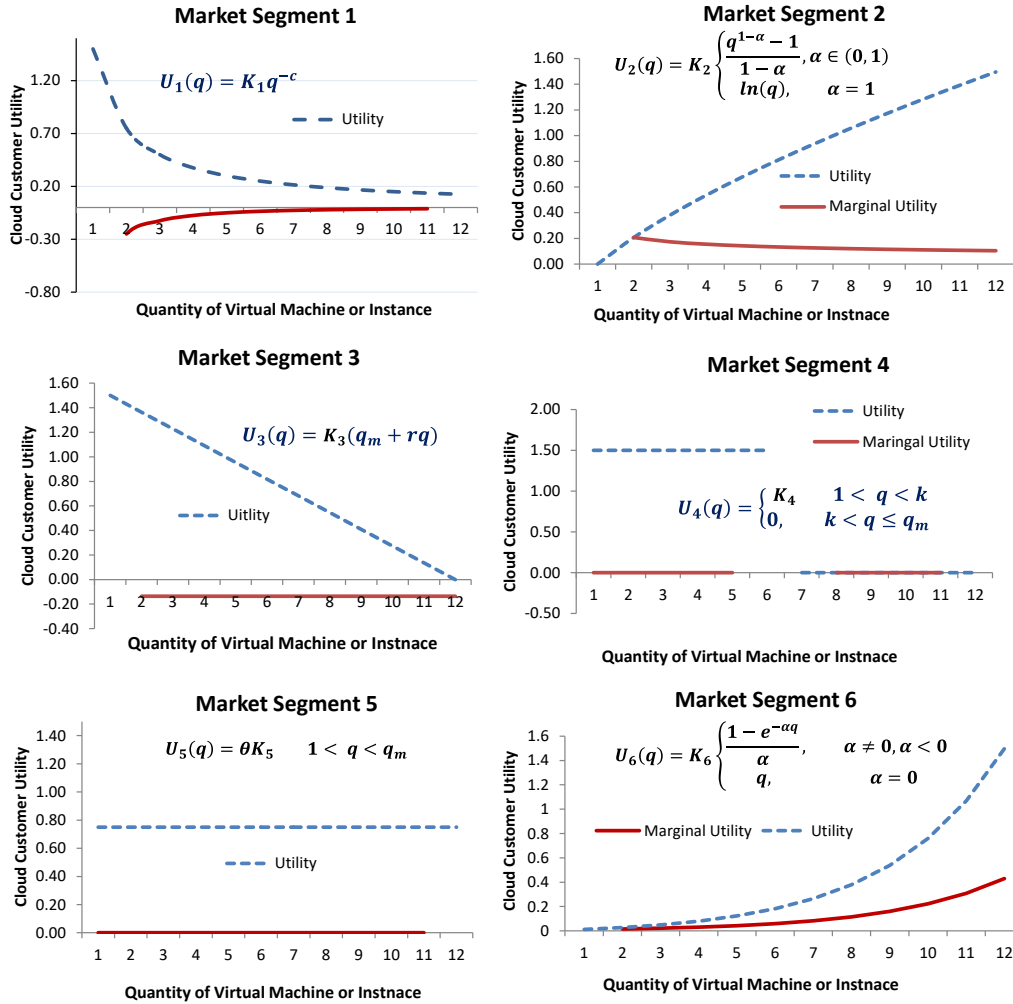 Market Segment 1
Cloud Customer Utility
1.20
0.70
0.20
-0.30
-0.80
U₁(q) = K₁q⁻ᶜ
Utility
1 2 3 4 5 6 7 8 9 10 11 12
Quantity of Virtual Machine or Instance
Market Segment 2
Cloud Customer Utility
1.60
1.40
1.20
1.00
0.80
0.60
0.40
0.20
0.00
U₂(q) = K₂ { (q^{1−α} − 1)/(1 − α), α ∈ (0, 1)
ln(q), α = 1
Utility
Marginal Utility
1 2 3 4 5 6 7 8 9 10 11 12
Quantity of Virtual Machine or Instnace
Market Segment 3
Cloud Customer Utility
1.60
1.40
1.20
1.00
0.80
0.60
0.40
0.20
0.00
-0.20
-0.40
U₃(q) = K₃(qₘ + rq)
Uitlity
1 2 3 4 5 6 7 8 9 10 11 12
Quantity of Virtual Machine or Instnace
Market Segment 4
Cloud Customer Utility
2.00
1.50
1.00
0.50
0.00
-0.50
Utility
Maringal Utility
U₄(q) = { K₄ 1 < q < k
0, k < q ≤ qₘ
1 2 3 4 5 6 7 8 9 10 11 12
Quantity of Virtual Machine or Instnace
Market Segment 5
Cloud Customer Utility
1.40
1.20
1.00
0.80
0.60
0.40
0.20
0.00
U₅(q) = θK₅ 1 < q < qₘ
Utility
1 2 3 4 5 6 7 8 9 10 11 12
Quantity of Virtual Machine or Instnace
Market Segment 6
Cloud Customer Utility
1.6
1.4
1.2
1
0.8
0.6
0.4
0.2
0
U₆(q) = K₆ { (1 − e^{−αq})/α, α ≠ 0, α < 0
q, α = 0
Marginal Utility
Utility
1 2 3 4 5 6 7 8 9 10 11 12
Quantity of Virtual Machine or Instnace